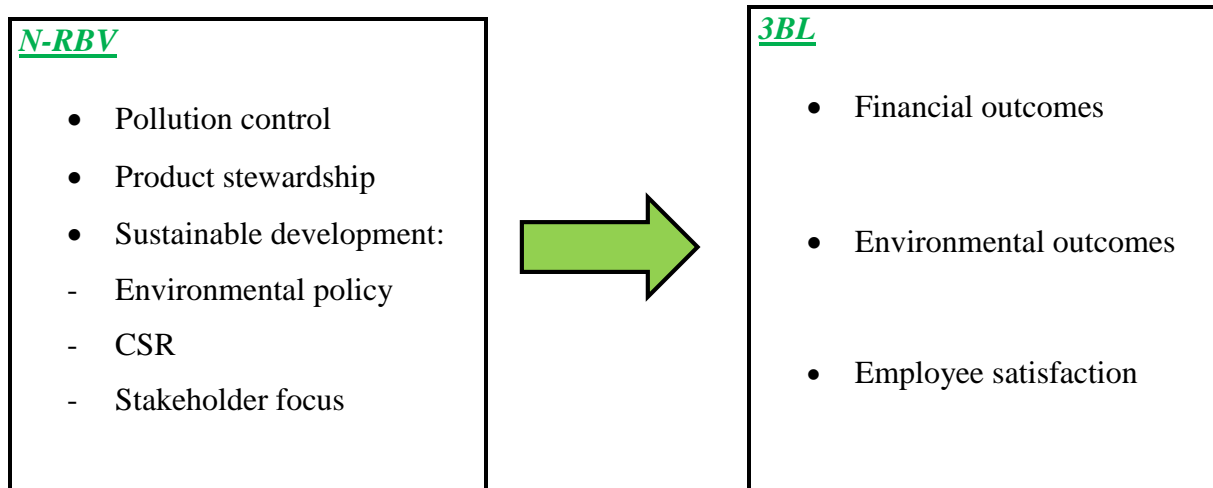 N-RBV
• Pollution control
• Product stewardship
• Sustainable development:
- Environmental policy
- CSR
- Stakeholder focus
3BL
• Financial outcomes
• Environmental outcomes
• Employee satisfaction